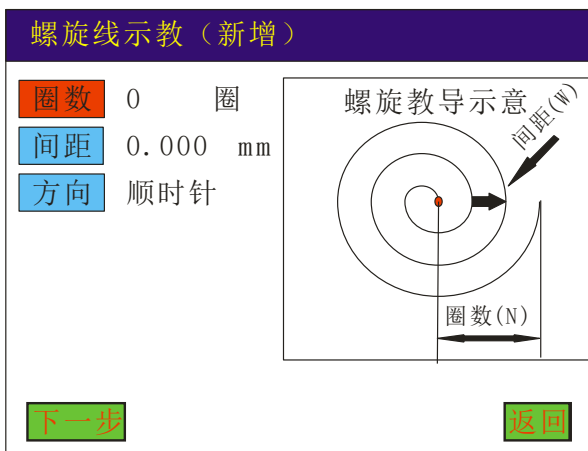 螺旋线示教（新增）
圈数 0 圈
间距 0.000 mm
方向 顺时针
螺旋教导示意
间距(W)
圈数(N)
下一步 返回